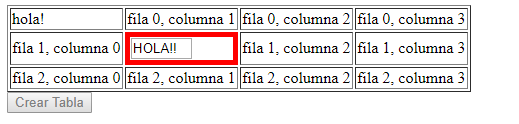 hola! fila 0, columna 1 fila 0, columna 2 fila 0, columna 3
fila 1, columna 0 HOLA!! fila 1, columna 2 fila 1, columna 3
fila 2, columna 0 fila 2, columna 1 fila 2, columna 2 fila 2, columna 3
Crear Tabla